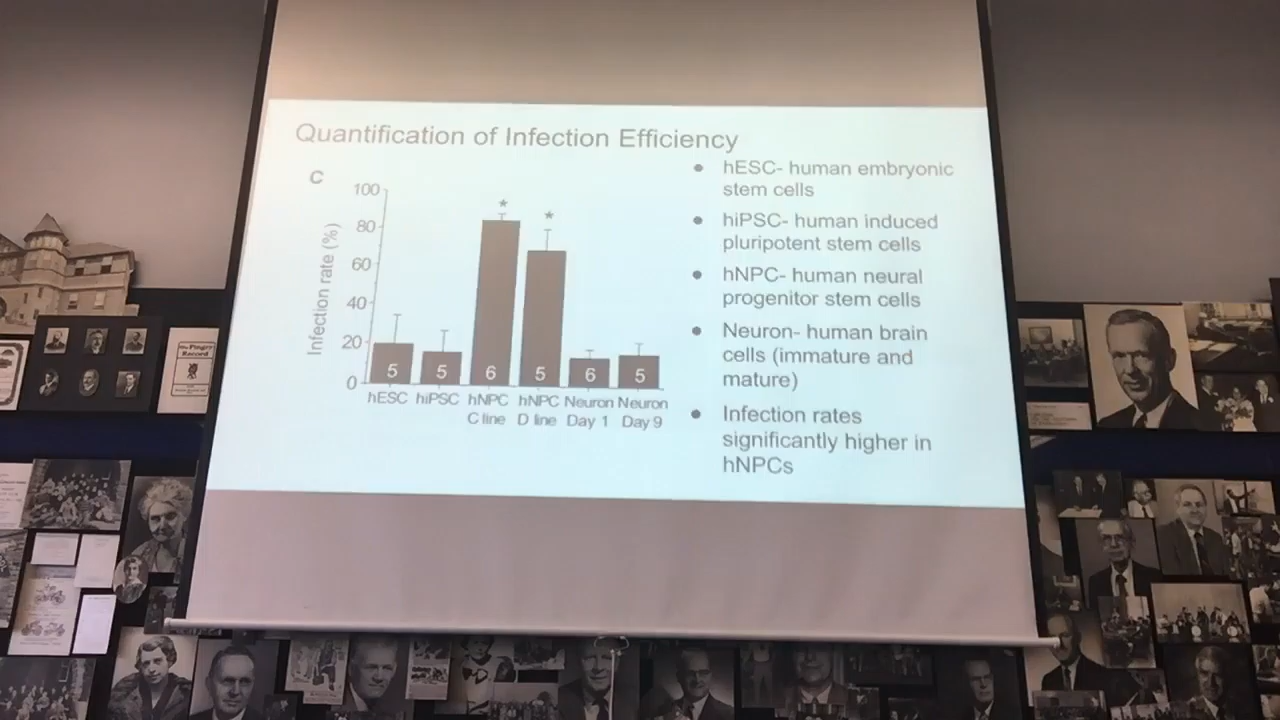 Quantification of Infection Efficiency
C
Infection rate (%)
100
80
60
40
20
0
*
*
5
5
6
5
6
5
hESC hiPSC hNPC hNPC Neuron Neuron
C line D line Day 1 Day 9
• hESC- human embryonic
stem cells
• hiPSC- human induced
pluripotent stem cells
• hNPC- human neural
progenitor stem cells
• Neuron- human brain
cells (immature and
mature)
• Infection rates
significantly higher in
hNPCs
Record